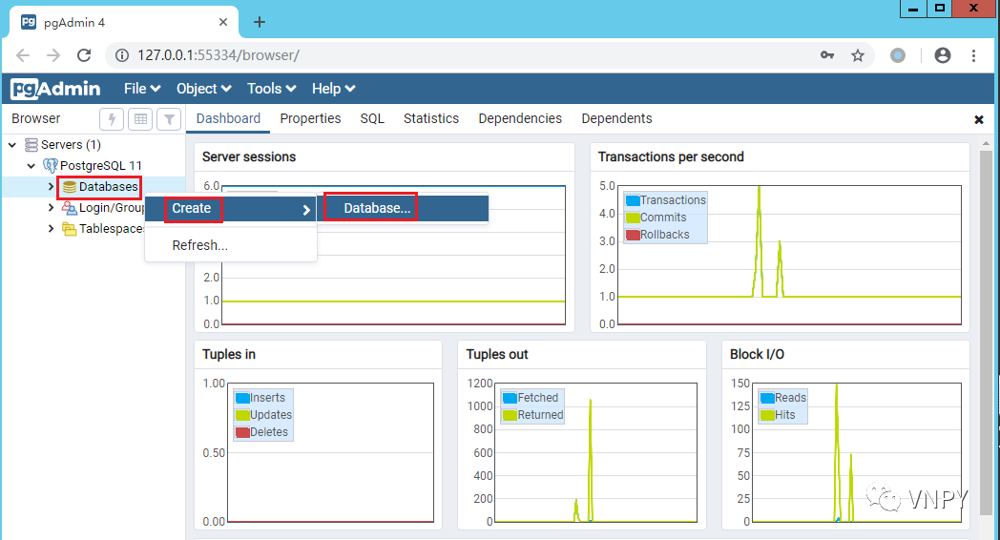 pgAdmin 4
127.0.0.1:55334/browser/
pgAdmin File Object Tools Help
Browser Dashboard Properties SQL Statistics Dependencies Dependents
Servers (1)
PostgreSQL 11
Databases
Login/Group
Tablespaces
Create
Database...
Refresh...
Server sessions
6.0
2.0
1.0
0.0
Transactions per second
5.0
4.0
3.0
2.0
1.0
0.0
Transactions
Commits
Rollbacks
Tuples in
1.00
0.50
0.00
Inserts
Updates
Deletes
Tuples out
1200
1000
800
600
400
200
0
Fetched
Returned
Block I/O
150
125
100
75
50
25
0
Reads
Hits
VNPY